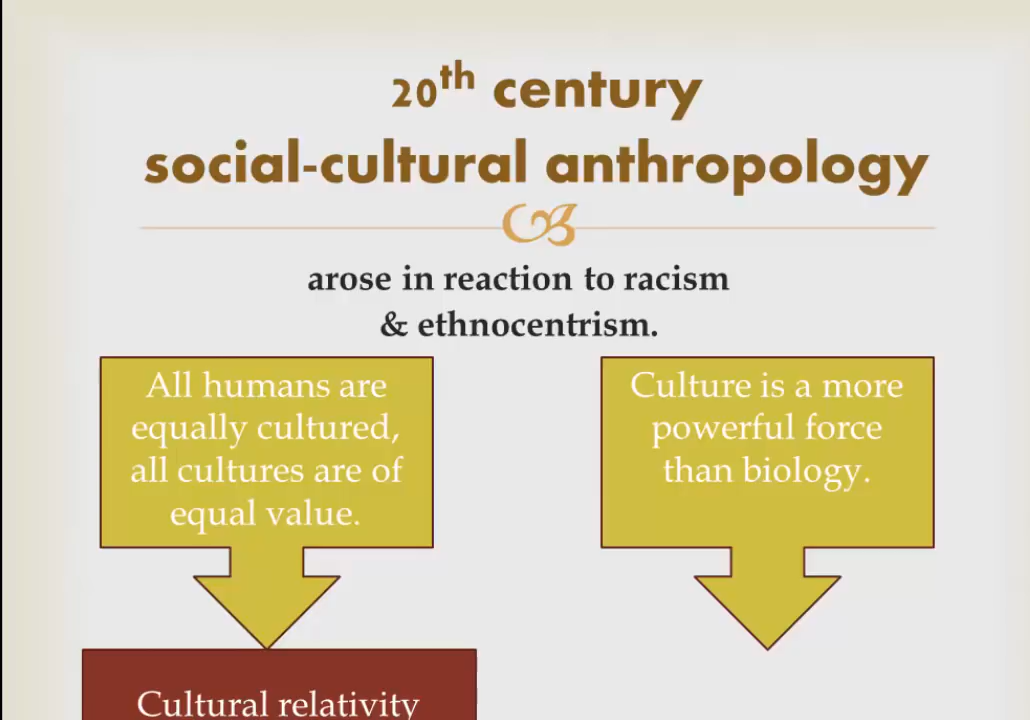 20th century
social-cultural anthropology
arose in reaction to racism
& ethnocentrism.
All humans are
equally cultured,
all cultures are of
equal value.
Culture is a more
powerful force
than biology.
Cultural relativity